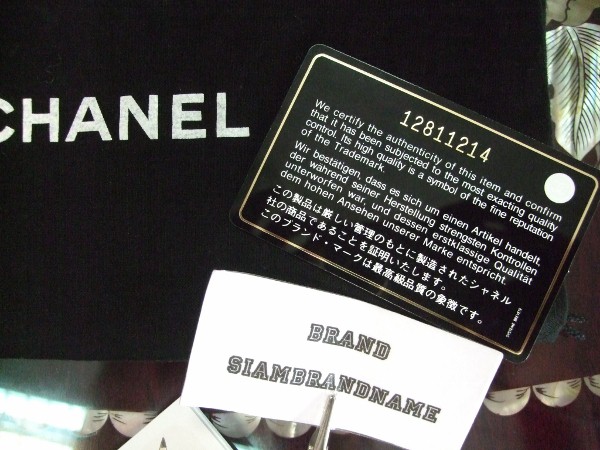 CHANEL
12811214
We certify the authenticity of this item and confirm
that it has been subjected to the most exacting quality
control. Its high quality is a symbol of the fine reputation
of the Trademark.
Wir bestätigen, dass es sich um einen Artikel handelt,
der während seiner Herstellung strengsten Kontrollen
unterworfen war, und dessen erstklassige Qualität
dem hohen Ansehen unserer Marke entspricht.
この製品は厳しい管理のもとに製造されたシャネル
社の商品であることを証明いたします。
このブランド・マークは最高級品質の象徴です。
BRAND
SIAMBRANDNAME